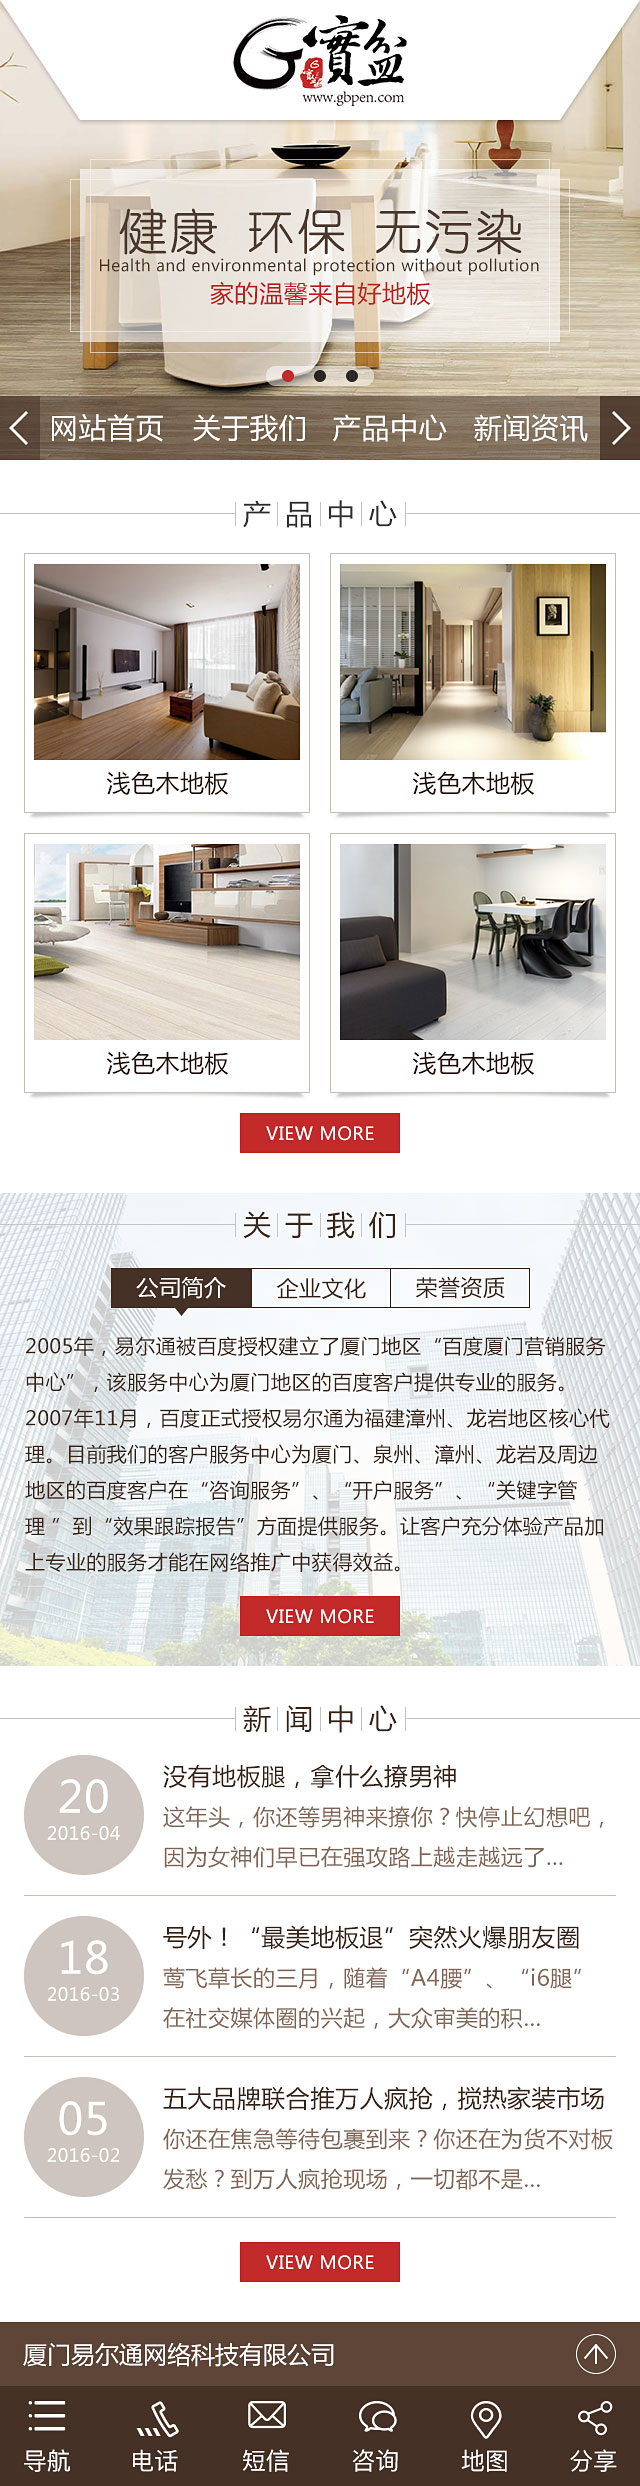 G寶盆
www.gbpen.com
健康 环保 无污染
Health and environmental protection without pollution
家的温馨来自好地板
网站首页 关于我们 产品中心 新闻资讯
产品中心
浅色木地板 浅色木地板
浅色木地板 浅色木地板
VIEW MORE
关于我们
公司简介 企业文化 荣誉资质
2005年，易尔通被百度授权建立了厦门地区“百度厦门营销服务
中心”，该服务中心为厦门地区的百度客户提供专业的服务。
2007年11月，百度正式授权易尔通为福建漳州、龙岩地区核心代
理。目前我们的客户服务中心为厦门、泉州、漳州、龙岩及周边
地区的百度客户在“咨询服务”、“开户服务”、“关键字管
理 ”到“效果跟踪报告”方面提供服务。让客户充分体验产品加
上专业的服务才能在网络推广中获得效益。
VIEW MORE
新闻中心
20
2016-04
没有地板腿，拿什么撩男神
这年头，你还等男神来撩你？快停止幻想吧，
因为女神们早已在强攻路上越走越远了...
18
2016-03
号外！“最美地板退”突然火爆朋友圈
莺飞草长的三月，随着“A4腰”、“i6腿”
在社交媒体圈的兴起，大众审美的积...
05
2016-02
五大品牌联合推万人疯抢，搅热家装市场
你还在焦急等待包裹到来？你还在为货不对板
发愁？到万人疯抢现场，一切都不是...
VIEW MORE
厦门易尔通网络科技有限公司
导航 电话 短信 咨询 地图 分享